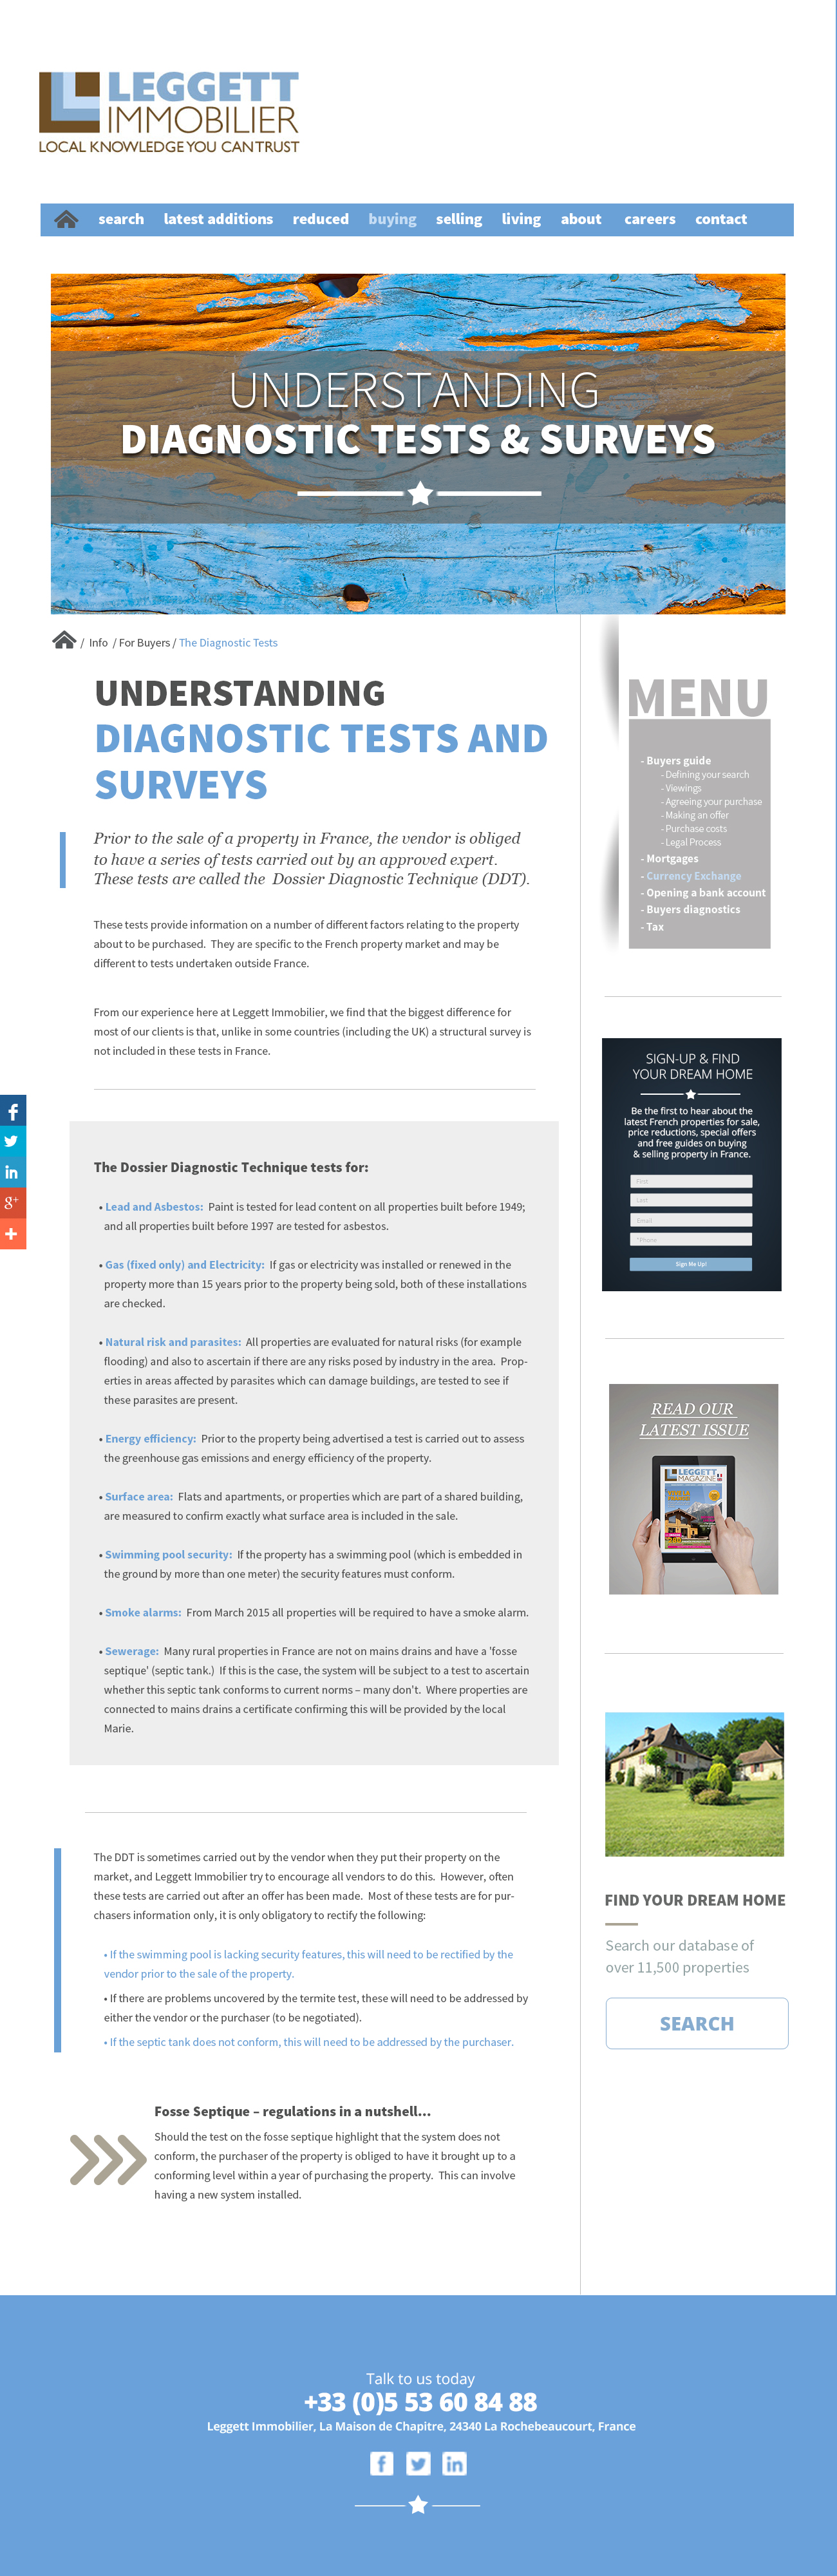 LEGGETT
IMMOBILIER
LOCAL KNOWLEDGE YOU CAN TRUST
search latest additions reduced buying selling living about careers contact
UNDERSTANDING
DIAGNOSTIC TESTS & SURVEYS
/ Info / For Buyers / The Diagnostic Tests
UNDERSTANDING
DIAGNOSTIC TESTS AND
SURVEYS
Prior to the sale of a property in France, the vendor is obliged
to have a series of tests carried out by an approved expert.
These tests are called the Dossier Diagnostic Technique (DDT).
These tests provide information on a number of different factors relating to the property
about to be purchased. They are specific to the French property market and may be
different to tests undertaken outside France.
From our experience here at Leggett Immobilier, we find that the biggest difference for
most of our clients is that, unlike in some countries (including the UK) a structural survey is
not included in these tests in France.
The Dossier Diagnostic Technique tests for:
• Lead and Asbestos: Paint is tested for lead content on all properties built before 1949;
and all properties built before 1997 are tested for asbestos.
• Gas (fixed only) and Electricity: If gas or electricity was installed or renewed in the
property more than 15 years prior to the property being sold, both of these installations
are checked.
• Natural risk and parasites: All properties are evaluated for natural risks (for example
flooding) and also to ascertain if there are any risks posed by industry in the area. Prop-
erties in areas affected by parasites which can damage buildings, are tested to see if
these parasites are present.
• Energy efficiency: Prior to the property being advertised a test is carried out to assess
the greenhouse gas emissions and energy efficiency of the property.
• Surface area: Flats and apartments, or properties which are part of a shared building,
are measured to confirm exactly what surface area is included in the sale.
• Swimming pool security: If the property has a swimming pool (which is embedded in
the ground by more than one meter) the security features must conform.
• Smoke alarms: From March 2015 all properties will be required to have a smoke alarm.
• Sewerage: Many rural properties in France are not on mains drains and have a 'fosse
septique' (septic tank.) If this is the case, the system will be subject to a test to ascertain
whether this septic tank conforms to current norms – many don't. Where properties are
connected to mains drains a certificate confirming this will be provided by the local
Marie.
The DDT is sometimes carried out by the vendor when they put their property on the
market, and Leggett Immobilier try to encourage all vendors to do this. However, often
these tests are carried out after an offer has been made. Most of these tests are for pur-
chasers information only, it is only obligatory to rectify the following:
• If the swimming pool is lacking security features, this will need to be rectified by the
vendor prior to the sale of the property.
• If there are problems uncovered by the termite test, these will need to be addressed by
either the vendor or the purchaser (to be negotiated).
• If the septic tank does not conform, this will need to be addressed by the purchaser.
Fosse Septique – regulations in a nutshell...
Should the test on the fosse septique highlight that the system does not
conform, the purchaser of the property is obliged to have it brought up to a
conforming level within a year of purchasing the property. This can involve
having a new system installed.
MENU
- Buyers guide
- Defining your search
- Viewings
- Agreeing your purchase
- Making an offer
- Purchase costs
- Legal Process
- Mortgages
- Currency Exchange
- Opening a bank account
- Buyers diagnostics
- Tax
SIGN-UP & FIND
YOUR DREAM HOME
Be the first to hear about the
latest French properties for sale,
price reductions, special offers
and free guides on buying
& selling property in France.
First
Last
Email
*Phone
Sign Me Up!
READ OUR
LATEST ISSUE
LEGGETT
MAGAZINE
FIND YOUR DREAM HOME
Search our database of
over 11,500 properties
SEARCH
Talk to us today
+33 (0)5 53 60 84 88
Leggett Immobilier, La Maison de Chapitre, 24340 La Rochebeaucourt, France